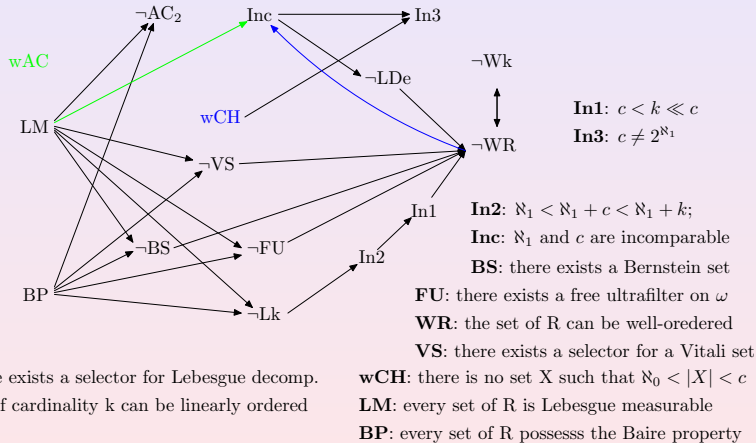 ¬AC₂ Inc In3
wAC ¬LDe ¬Wk
wCH
LM
In1: c < k ≪ c
In3: c ≠ 2^ℵ₁
¬VS ¬WR
In1
In2: ℵ₁ < ℵ₁ + c < ℵ₁ + k;
Inc: ℵ₁ and c are incomparable
¬BS ¬FU In2
BS: there exists a Bernstein set
BP
FU: there exists a free ultrafilter on ω
¬Lk
WR: the set of R can be well-oredered
VS: there exists a selector for a Vitali set
e exists a selector for Lebesgue decomp.
wCH: there is no set X such that ℵ₀ < |X| < c
f cardinality k can be linearly ordered
LM: every set of R is Lebesgue measurable
BP: every set of R possesss the Baire property